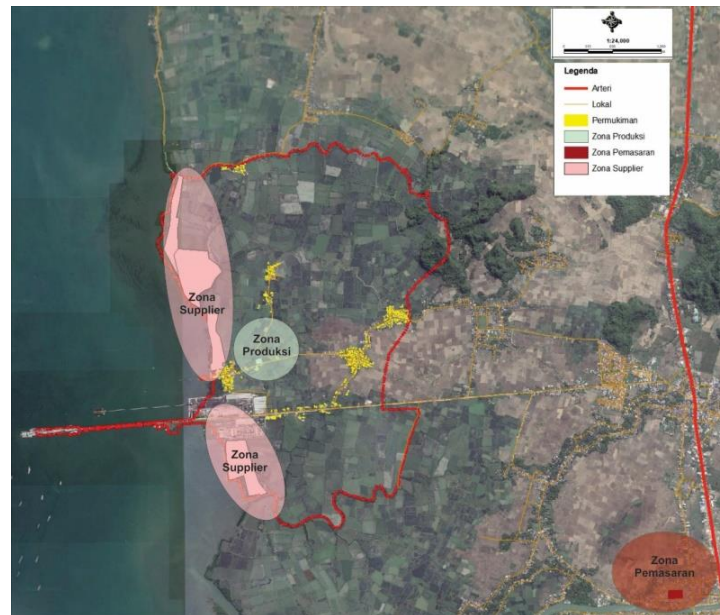 1:24,000
Legenda
Arteri
Lokal
Permukiman
Zona Produksi
Zona Pemasaran
Zona Supplier
Zona
Supplier
Zona
Produksi
Zona
Supplier
Zona
Pemasaran